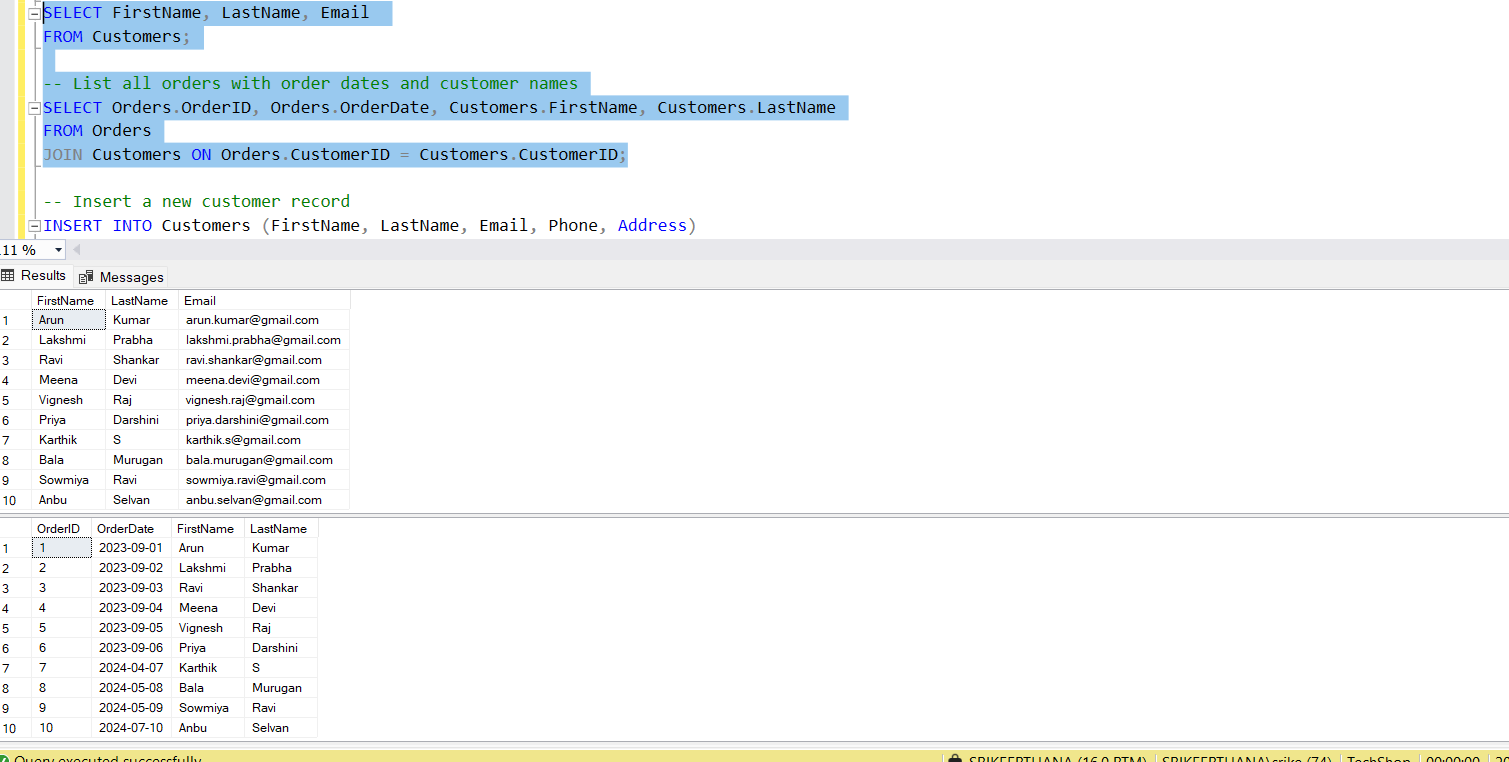 SELECT FirstName, LastName, Email
FROM Customers;
-- List all orders with order dates and customer names
SELECT Orders.OrderID, Orders.OrderDate, Customers.FirstName, Customers.LastName
FROM Orders
JOIN Customers ON Orders.CustomerID = Customers.CustomerID;
-- Insert a new customer record
INSERT INTO Customers (FirstName, LastName, Email, Phone, Address)
11 %
Results Messages
FirstName LastName Email
1 Arun Kumar arun.kumar@gmail.com
2 Lakshmi Prabha lakshmi.prabha@gmail.com
3 Ravi Shankar ravi.shankar@gmail.com
4 Meena Devi meena.devi@gmail.com
5 Vignesh Raj vignesh.raj@gmail.com
6 Priya Darshini priya.darshini@gmail.com
7 Karthik S karthik.s@gmail.com
8 Bala Murugan bala.murugan@gmail.com
9 Sowmiya Ravi sowmiya.ravi@gmail.com
10 Anbu Selvan anbu.selvan@gmail.com
OrderID OrderDate FirstName LastName
1 1 2023-09-01 Arun Kumar
2 2 2023-09-02 Lakshmi Prabha
3 3 2023-09-03 Ravi Shankar
4 4 2023-09-04 Meena Devi
5 5 2023-09-05 Vignesh Raj
6 6 2023-09-06 Priya Darshini
7 7 2024-04-07 Karthik S
8 8 2024-05-08 Bala Murugan
9 9 2024-05-09 Sowmiya Ravi
10 10 2024-07-10 Anbu Selvan
Query executed successfully. SRIKEERTHANA (16.0 RTM) SRIKEERTHANA\srike (74) TechShop 00:00:00